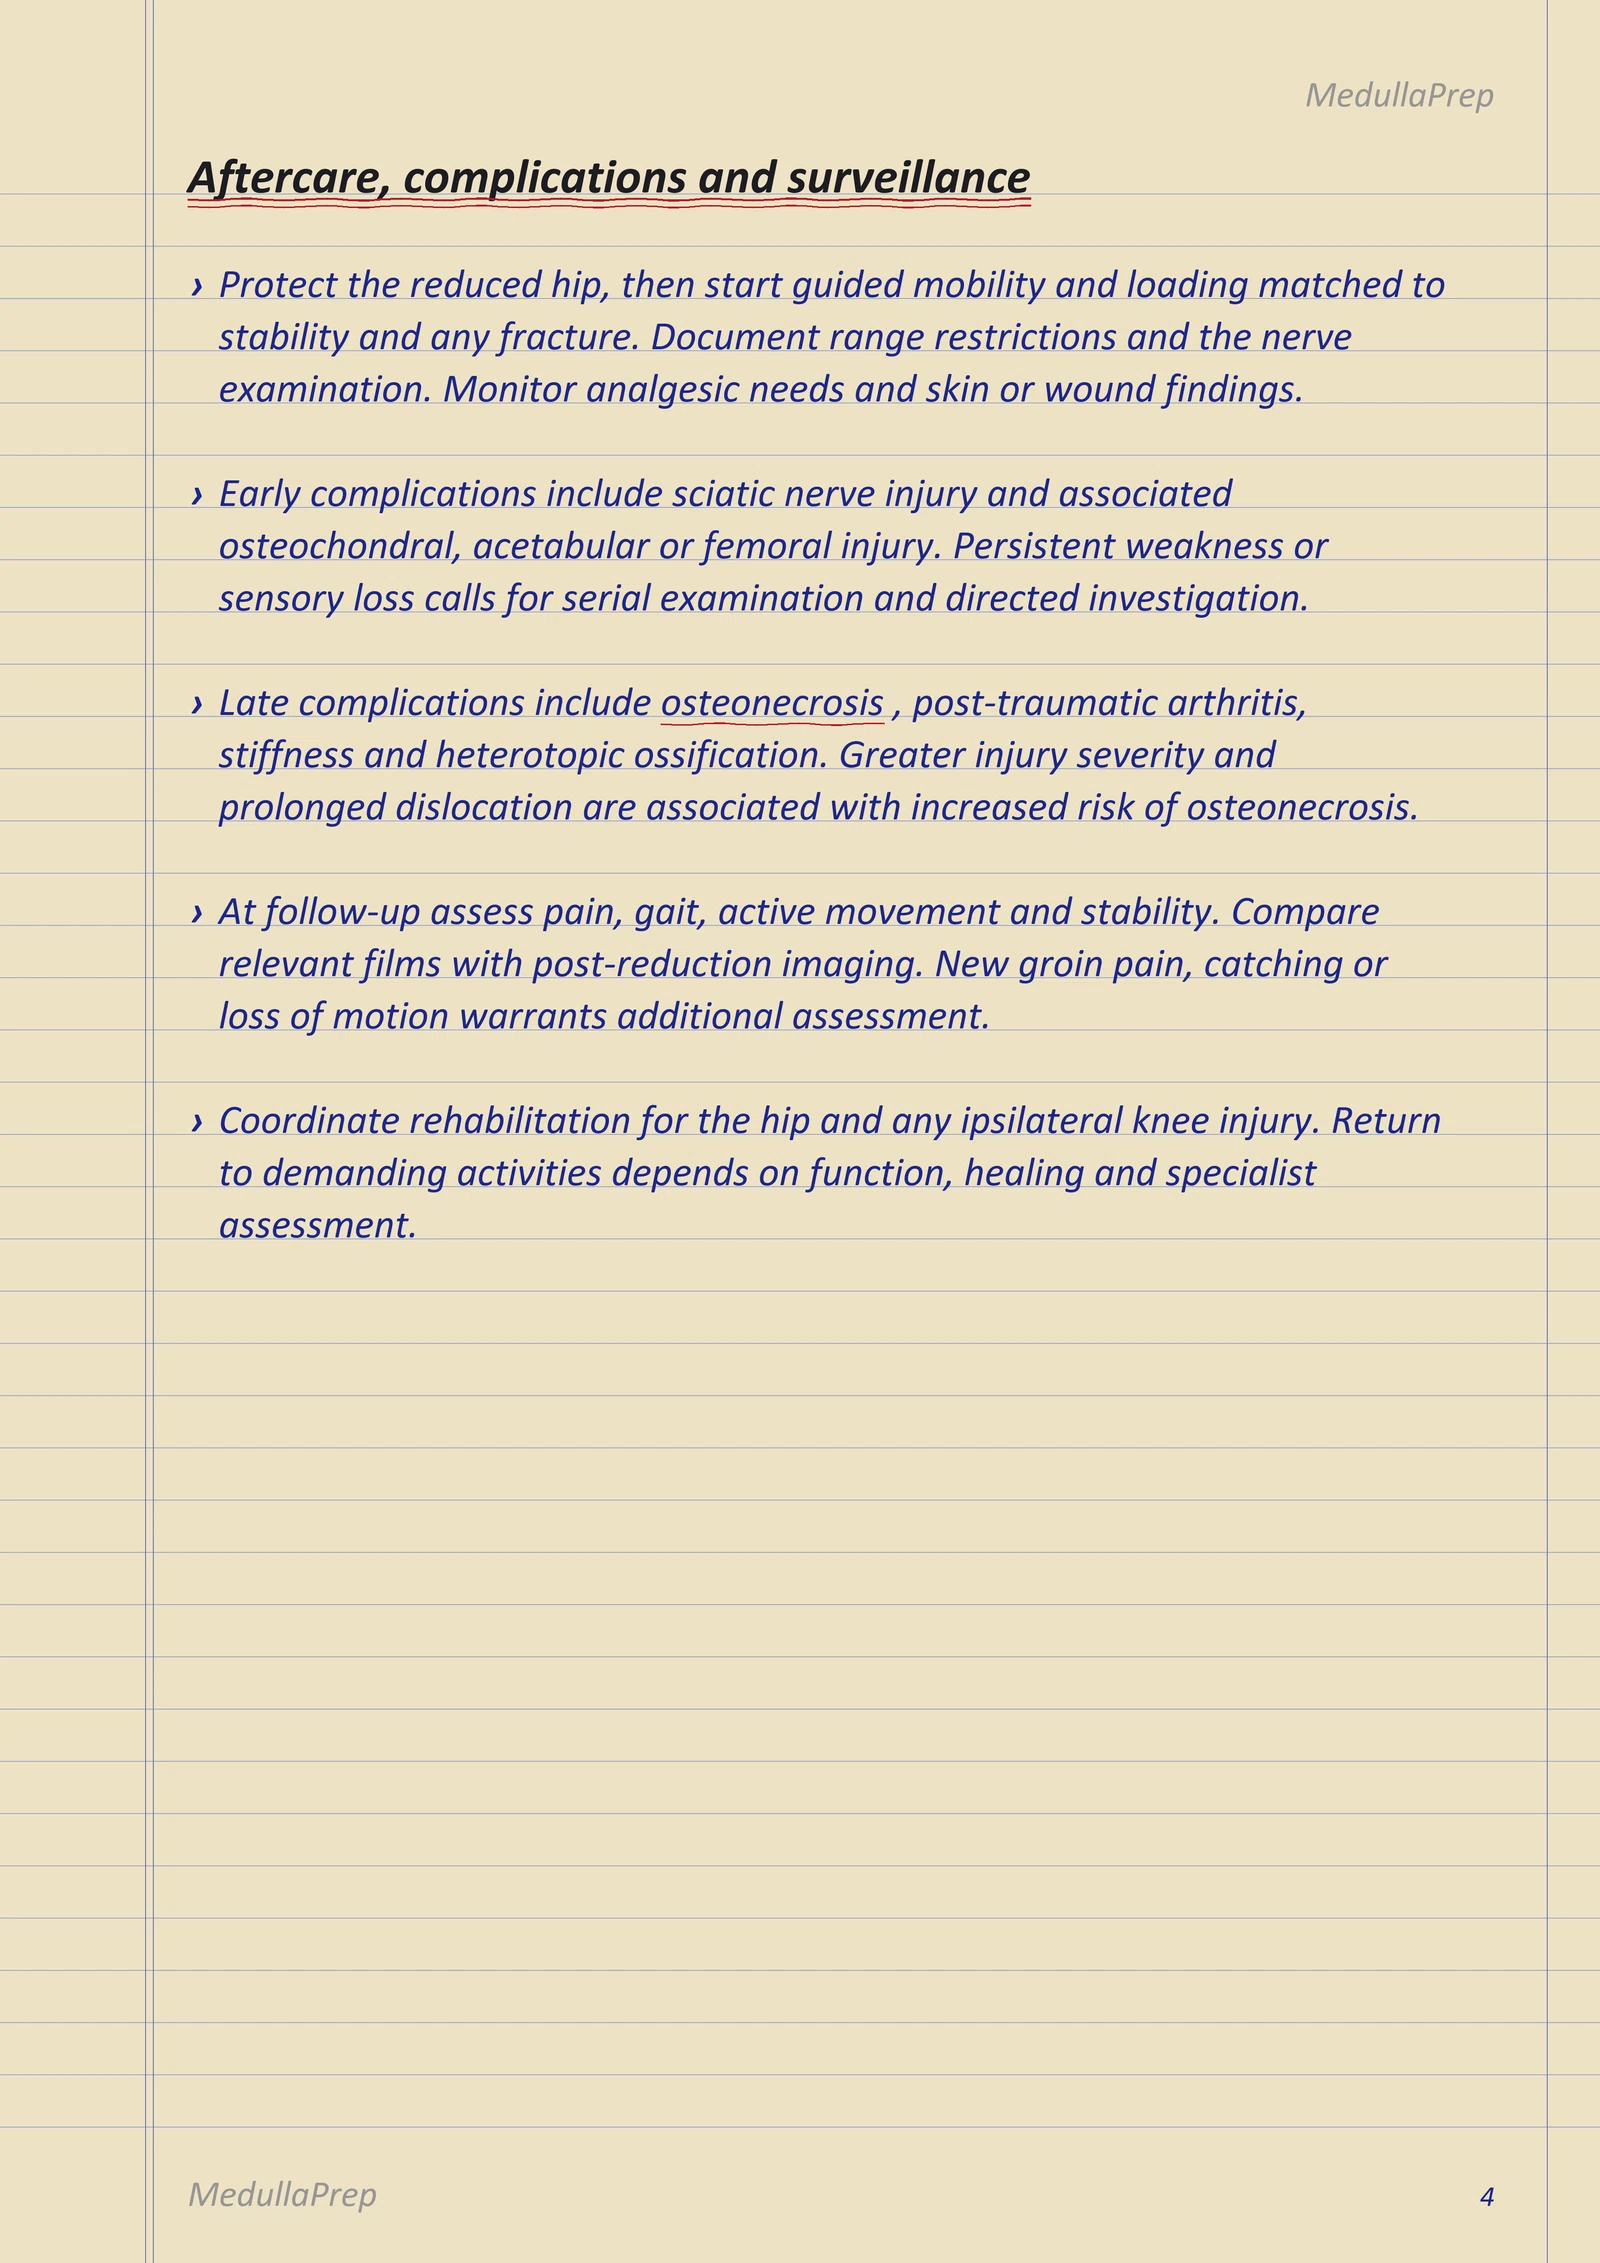 MedullaPrep
Aftercare, complications and surveillance
› Protect the reduced hip, then start guided mobility and loading matched to
stability and any fracture. Document range restrictions and the nerve
examination. Monitor analgesic needs and skin or wound findings.
› Early complications include sciatic nerve injury and associated
osteochondral, acetabular or femoral injury. Persistent weakness or
sensory loss calls for serial examination and directed investigation.
› Late complications include osteonecrosis , post-traumatic arthritis,
stiffness and heterotopic ossification. Greater injury severity and
prolonged dislocation are associated with increased risk of osteonecrosis.
› At follow-up assess pain, gait, active movement and stability. Compare
relevant films with post-reduction imaging. New groin pain, catching or
loss of motion warrants additional assessment.
› Coordinate rehabilitation for the hip and any ipsilateral knee injury. Return
to demanding activities depends on function, healing and specialist
assessment.
MedullaPrep
4